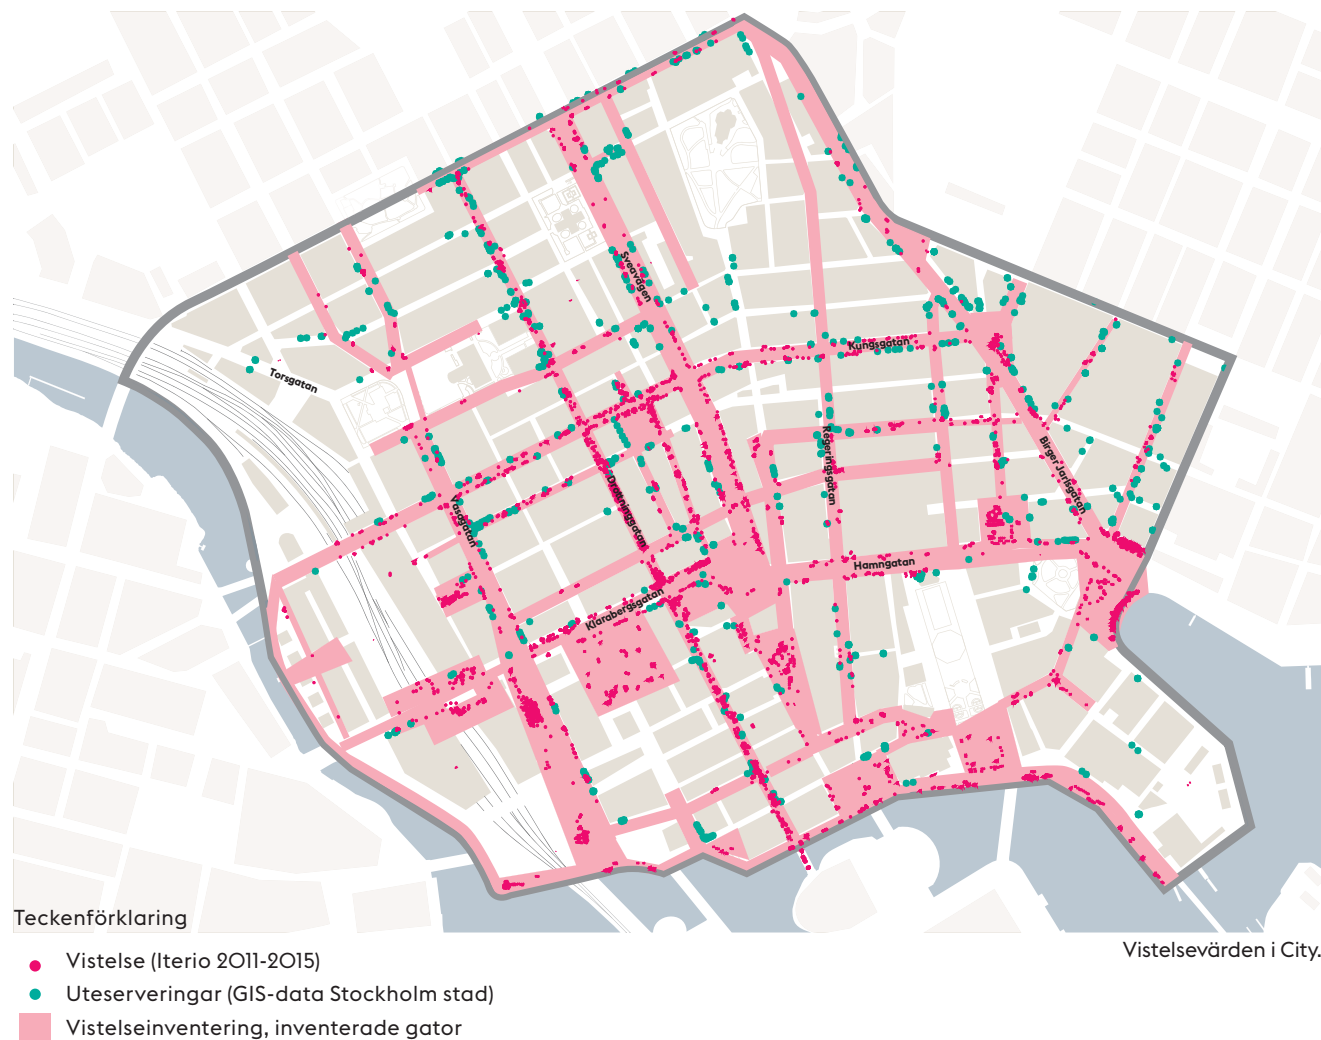 Sveavägen
Kungsgatan
Torsgatan
Regeringsgatan
Birger Jarlsgatan
Vasagatan
Drottninggatan
Hamngatan
Klarabergsgatan
Teckenförklaring
Vistelsevärden i City.
Vistelse (Iterio 2011-2015)
Uteserveringar (GIS-data Stockholm stad)
Vistelseinventering, inventerade gator